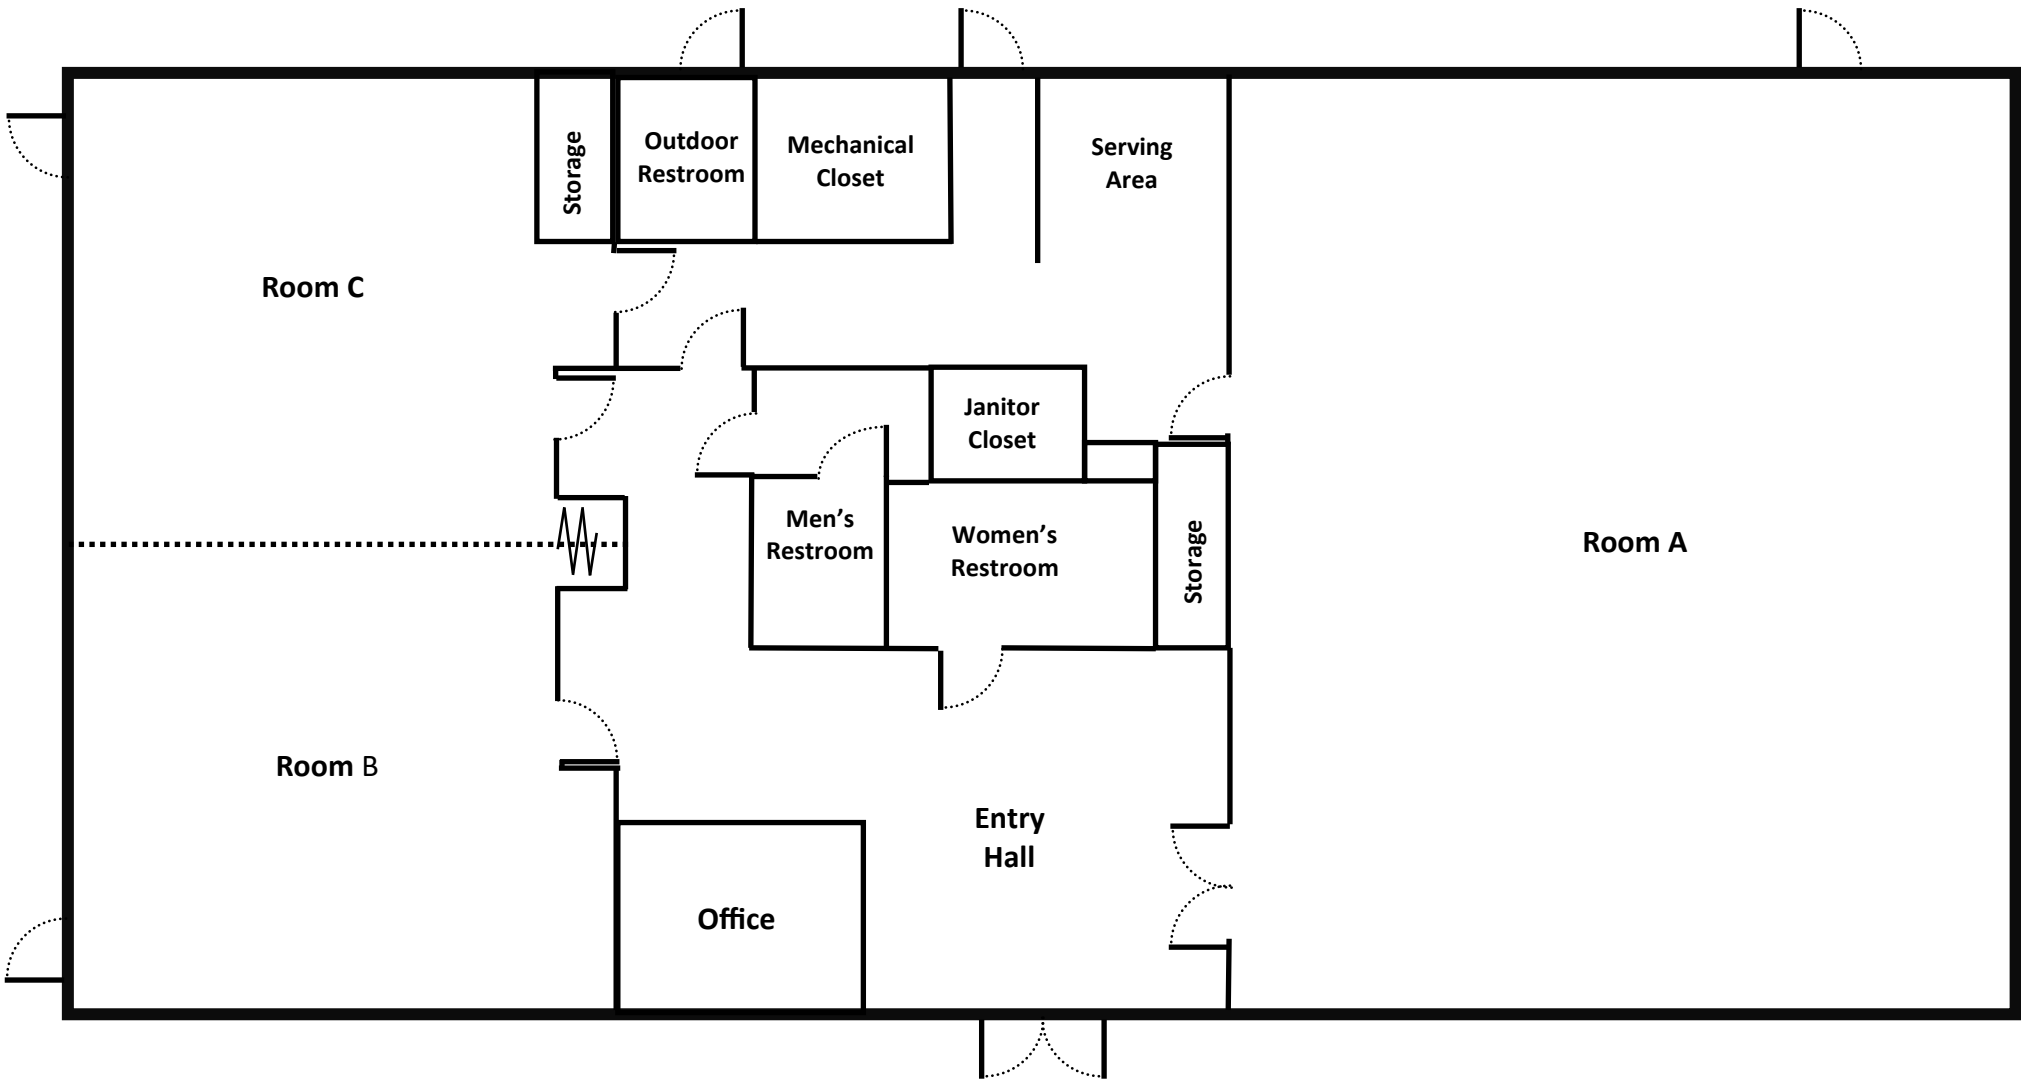 Storage
Outdoor
Restroom
Mechanical
Closet
Serving
Area
Room C
Janitor
Closet
Men’s
Restroom
Women’s
Restroom
Storage
Room A
Room B
Entry
Hall
Office